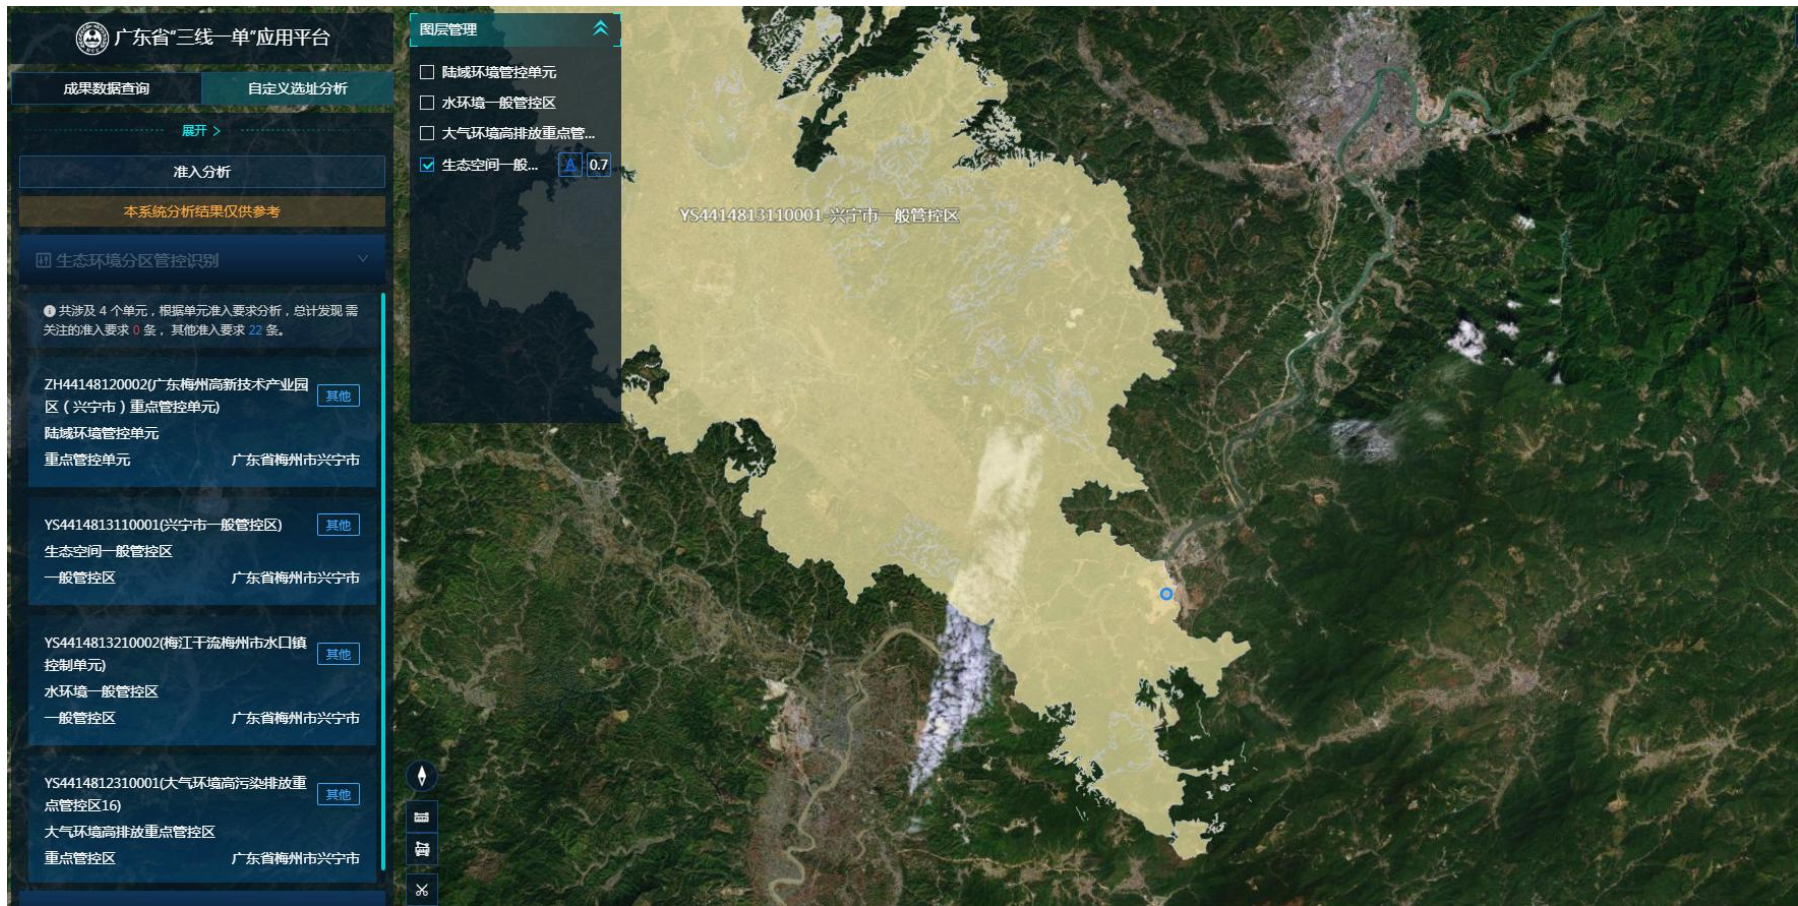 广东省“三线一单”应用平台
成果数据查询
自定义选址分析
展开 >
准入分析
本系统分析结果仅供参考
生态环境分区管控识别
共涉及 4 个单元，根据单元准入要求分析，总计发现 需
关注的准入要求 0 条， 其他准入要求 22 条。
ZH44148120002(广东梅州高新技术产业园
区（兴宁市）重点管控单元)
其他
陆域环境管控单元
重点管控单元
广东省梅州市兴宁市
YS4414813110001(兴宁市一般管控区)
其他
生态空间一般管控区
一般管控区
广东省梅州市兴宁市
YS4414813210002(梅江干流梅州市水口镇
控制单元)
其他
水环境一般管控区
一般管控区
广东省梅州市兴宁市
YS4414812310001(大气环境高污染排放重
点管控区16)
其他
大气环境高排放重点管控区
重点管控区
广东省梅州市兴宁市
图层管理
陆域环境管控单元
水环境一般管控区
大气环境高排放重点管...
生态空间一般...
A
0.7
YS4414813110001-兴宁市一般管控区